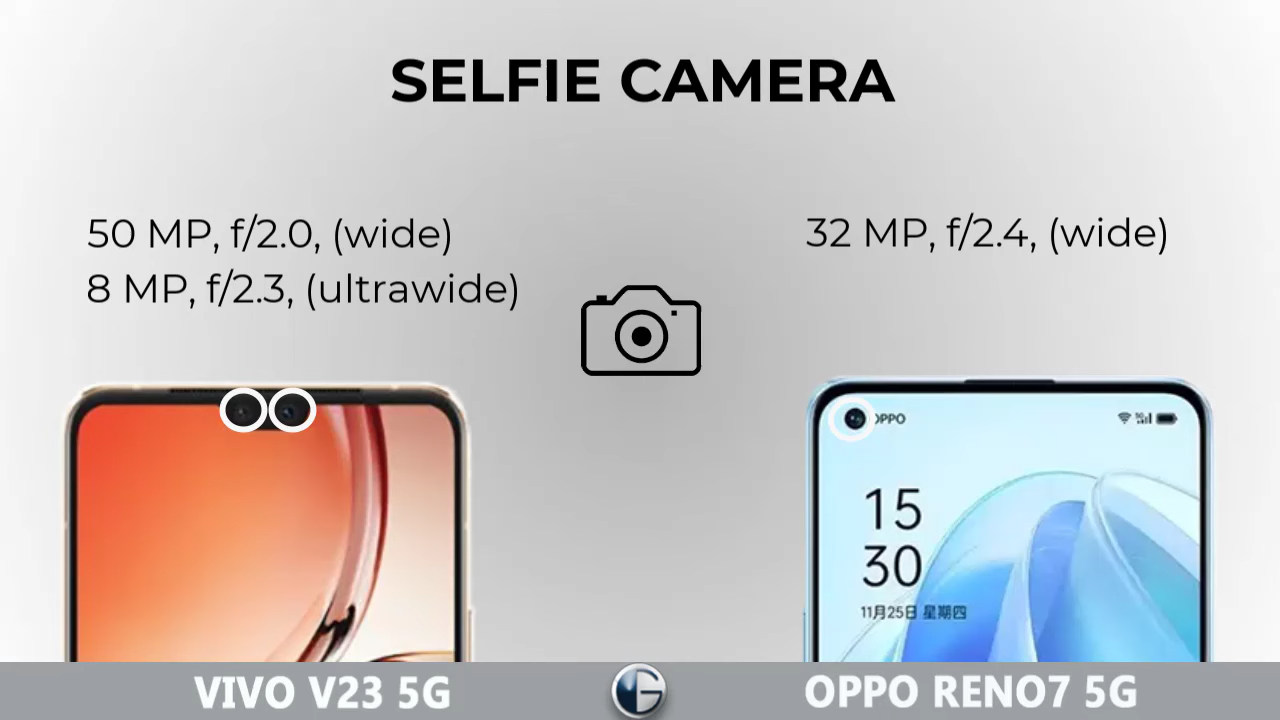 SELFIE CAMERA
50 MP, f/2.0, (wide)
8 MP, f/2.3, (ultrawide)
32 MP, f/2.4, (wide)
OPPO
15
30
11月25日 星期四
VIVO V23 5G
G
OPPO RENO7 5G